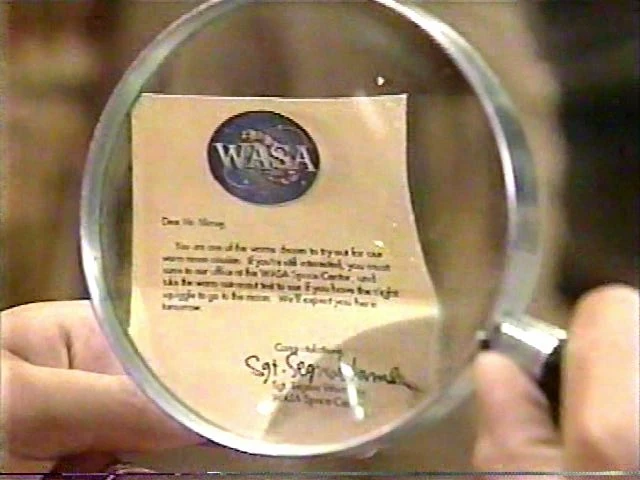 WASA
Dear Mr. Slimey,
You are one of the worms chosen to try out for our
worm moon mission. If you're still interested, you must
come to our office at the WASA Space Center, and
take the worm astronaut test to see if you have the right
squiggle to go to the moon. We'll expect you here
tomorrow.
Congratulations,
Sgt.
Sgt.
WASA Space Center